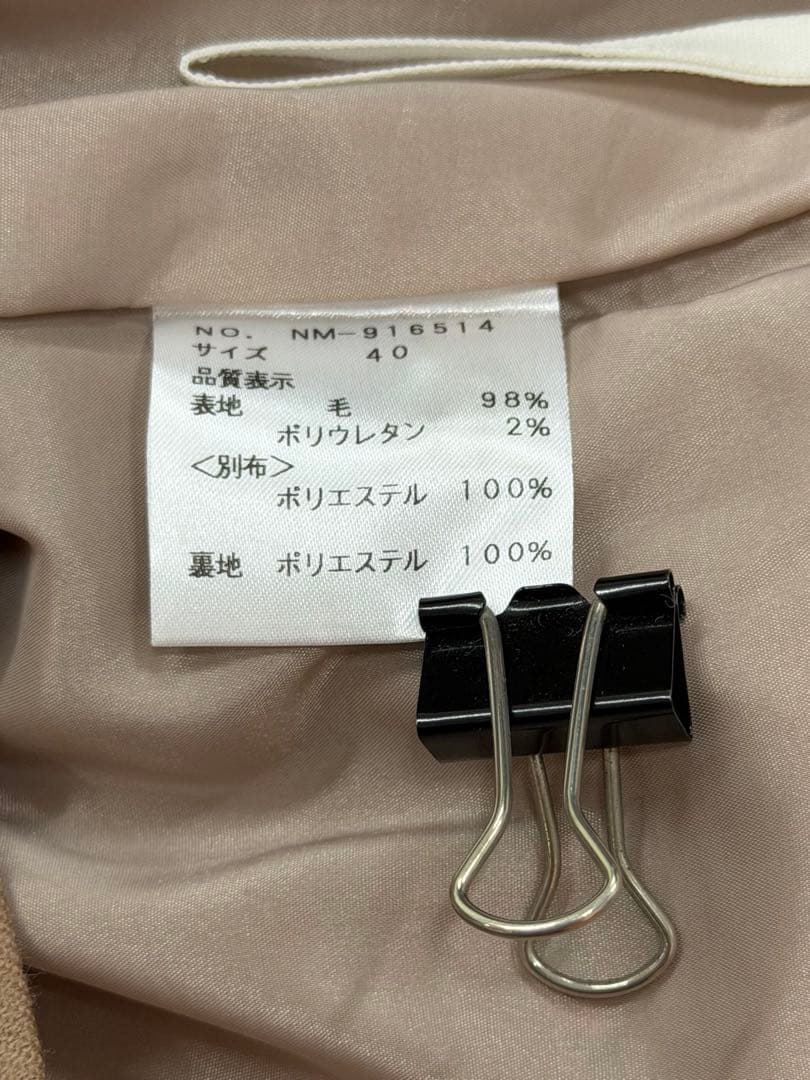 NO. NM-916514
サイズ 40
品質表示
表地 毛 98%
ポリウレタン 2%
<別布>
ポリエステル 100%
裏地 ポリエステル 100%